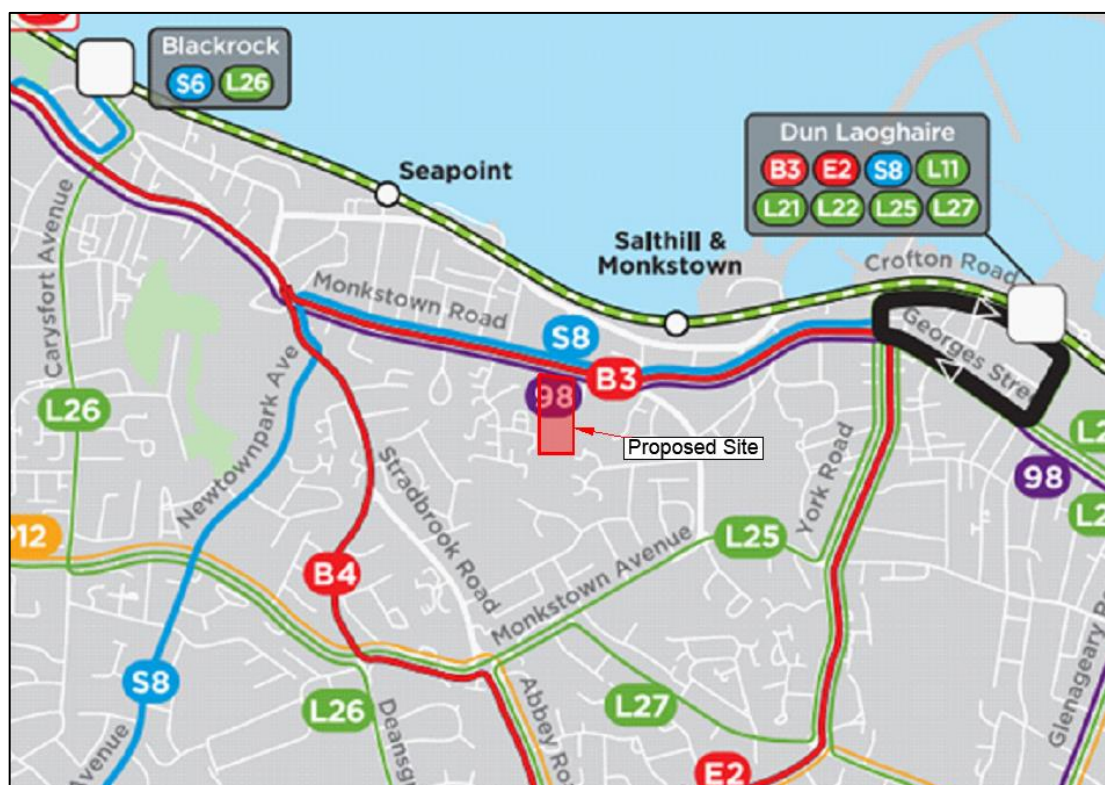 Blackrock
S6 L26
Dun Laoghaire
B3 E2 S8 L11
L21 L22 L25 L27
Seapoint
Salthill &
Monkstown
Crofton Road
Carysfort Avenue
Monkstown Road
S8
Georges Stre
B3
98
L26
Newtownpark Ave
Proposed Site
Stradbrook Road
York Road
L2
98
L2
P12
L25
B4
Monkstown Avenue
S8
L26
Abbey Ro
L27
Glenageary R
Deansg
Avenue
E2